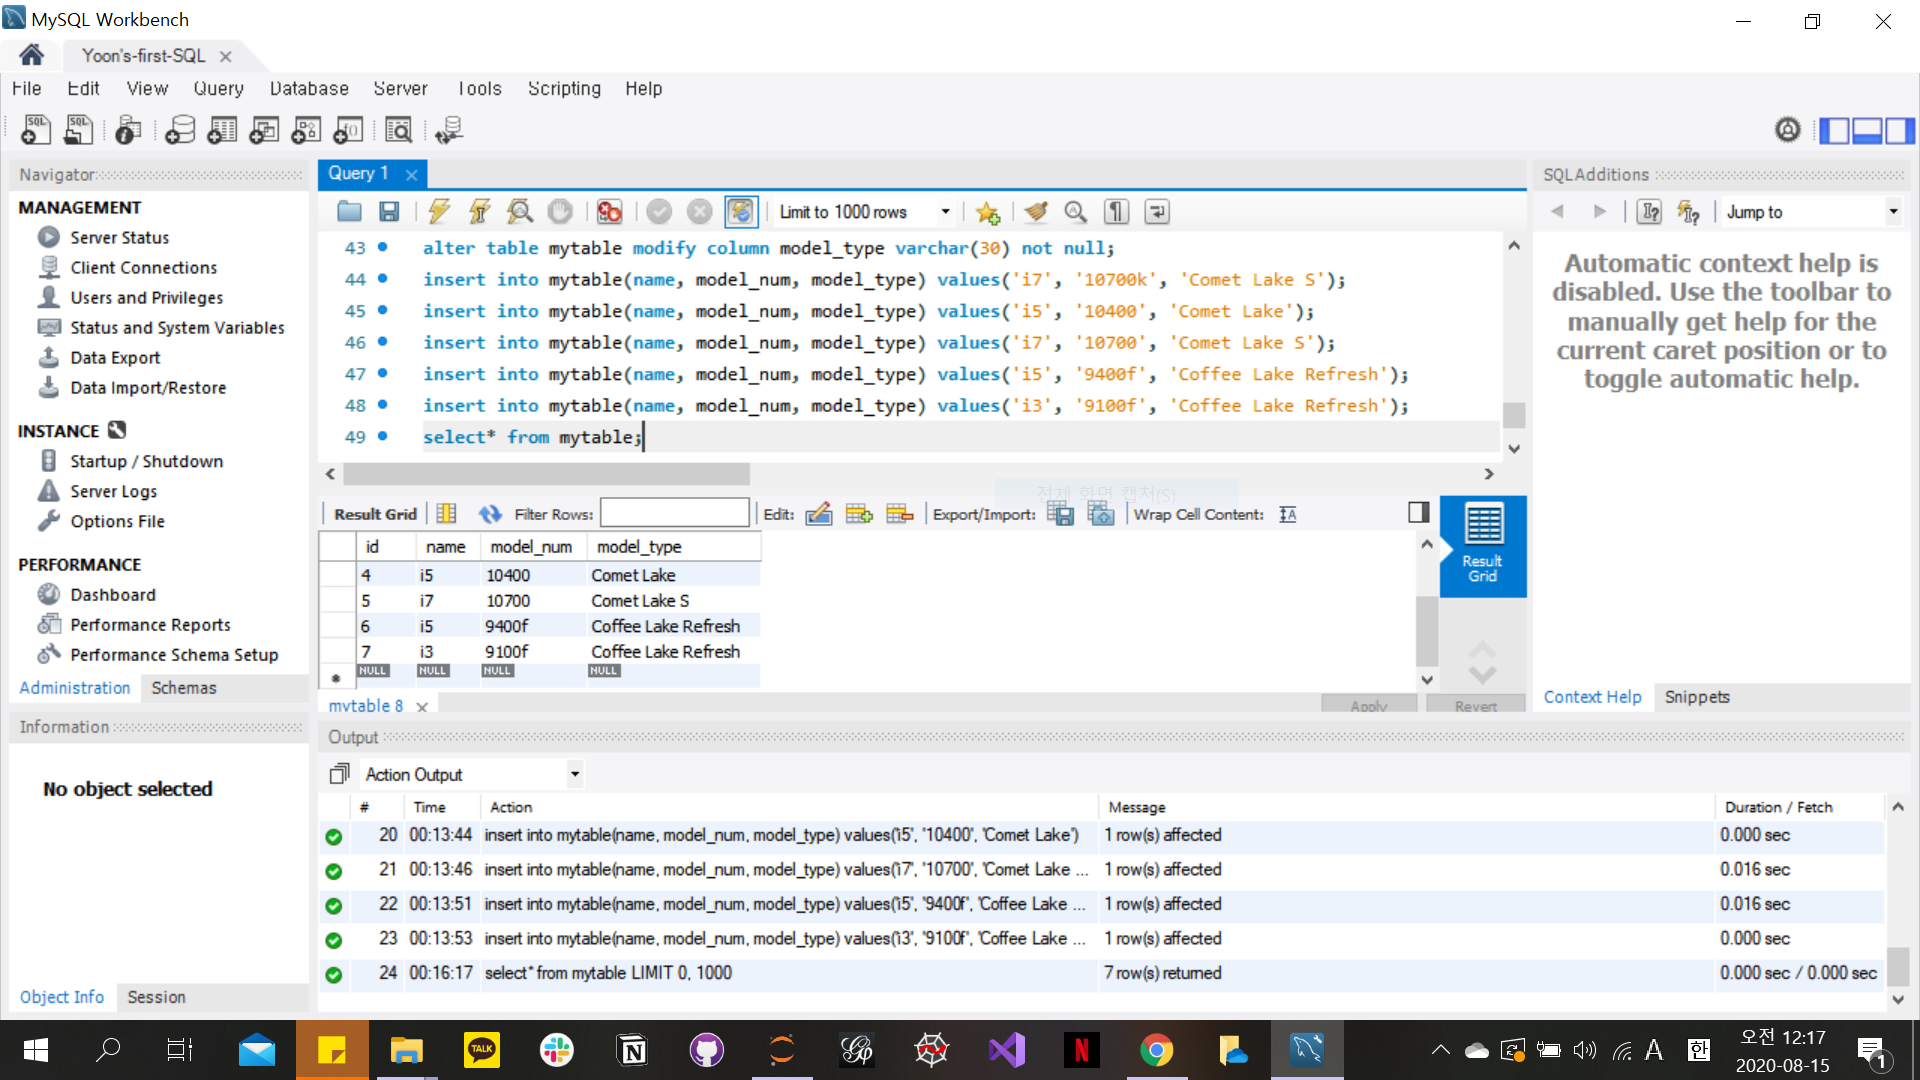 MySQL Workbench
Yoon's-first-SQL
File Edit View Query Database Server Tools Scripting Help
Navigator
MANAGEMENT
Server Status
Client Connections
Users and Privileges
Status and System Variables
Data Export
Data Import/Restore
INSTANCE
Startup / Shutdown
Server Logs
Options File
PERFORMANCE
Dashboard
Performance Reports
Performance Schema Setup
Administration Schemas
Information
No object selected
Object Info Session
Query 1
Limit to 1000 rows
43 alter table mytable modify column model_type varchar(30) not null;
44 insert into mytable(name, model_num, model_type) values('i7', '10700k', 'Comet Lake S');
45 insert into mytable(name, model_num, model_type) values('i5', '10400', 'Comet Lake');
46 insert into mytable(name, model_num, model_type) values('i7', '10700', 'Comet Lake S');
47 insert into mytable(name, model_num, model_type) values('i5', '9400f', 'Coffee Lake Refresh');
48 insert into mytable(name, model_num, model_type) values('i3', '9100f', 'Coffee Lake Refresh');
49 select* from mytable;
전체 화면 캡처(S)
Result Grid Filter Rows: Edit: Export/Import: Wrap Cell Content:
id name model_num model_type
4 i5 10400 Comet Lake
5 i7 10700 Comet Lake S
6 i5 9400f Coffee Lake Refresh
7 i3 9100f Coffee Lake Refresh
NULL NULL NULL NULL
Result Grid
mytable 8 Apply Revert
SQLAdditions
Jump to
Automatic context help is
disabled. Use the toolbar to
manually get help for the
current caret position or to
toggle automatic help.
Context Help Snippets
Output
Action Output
# Time Action Message Duration / Fetch
20 00:13:44 insert into mytable(name, model_num, model_type) values('i5', '10400', 'Comet Lake') 1 row(s) affected 0.000 sec
21 00:13:46 insert into mytable(name, model_num, model_type) values('i7', '10700', 'Comet Lake ... 1 row(s) affected 0.016 sec
22 00:13:51 insert into mytable(name, model_num, model_type) values('i5', '9400f', 'Coffee Lake ... 1 row(s) affected 0.016 sec
23 00:13:53 insert into mytable(name, model_num, model_type) values('i3', '9100f', 'Coffee Lake ... 1 row(s) affected 0.000 sec
24 00:16:17 select* from mytable LIMIT 0, 1000 7 row(s) returned 0.000 sec / 0.000 sec
TALK
A 한 오전 12:17
2020-08-15
1